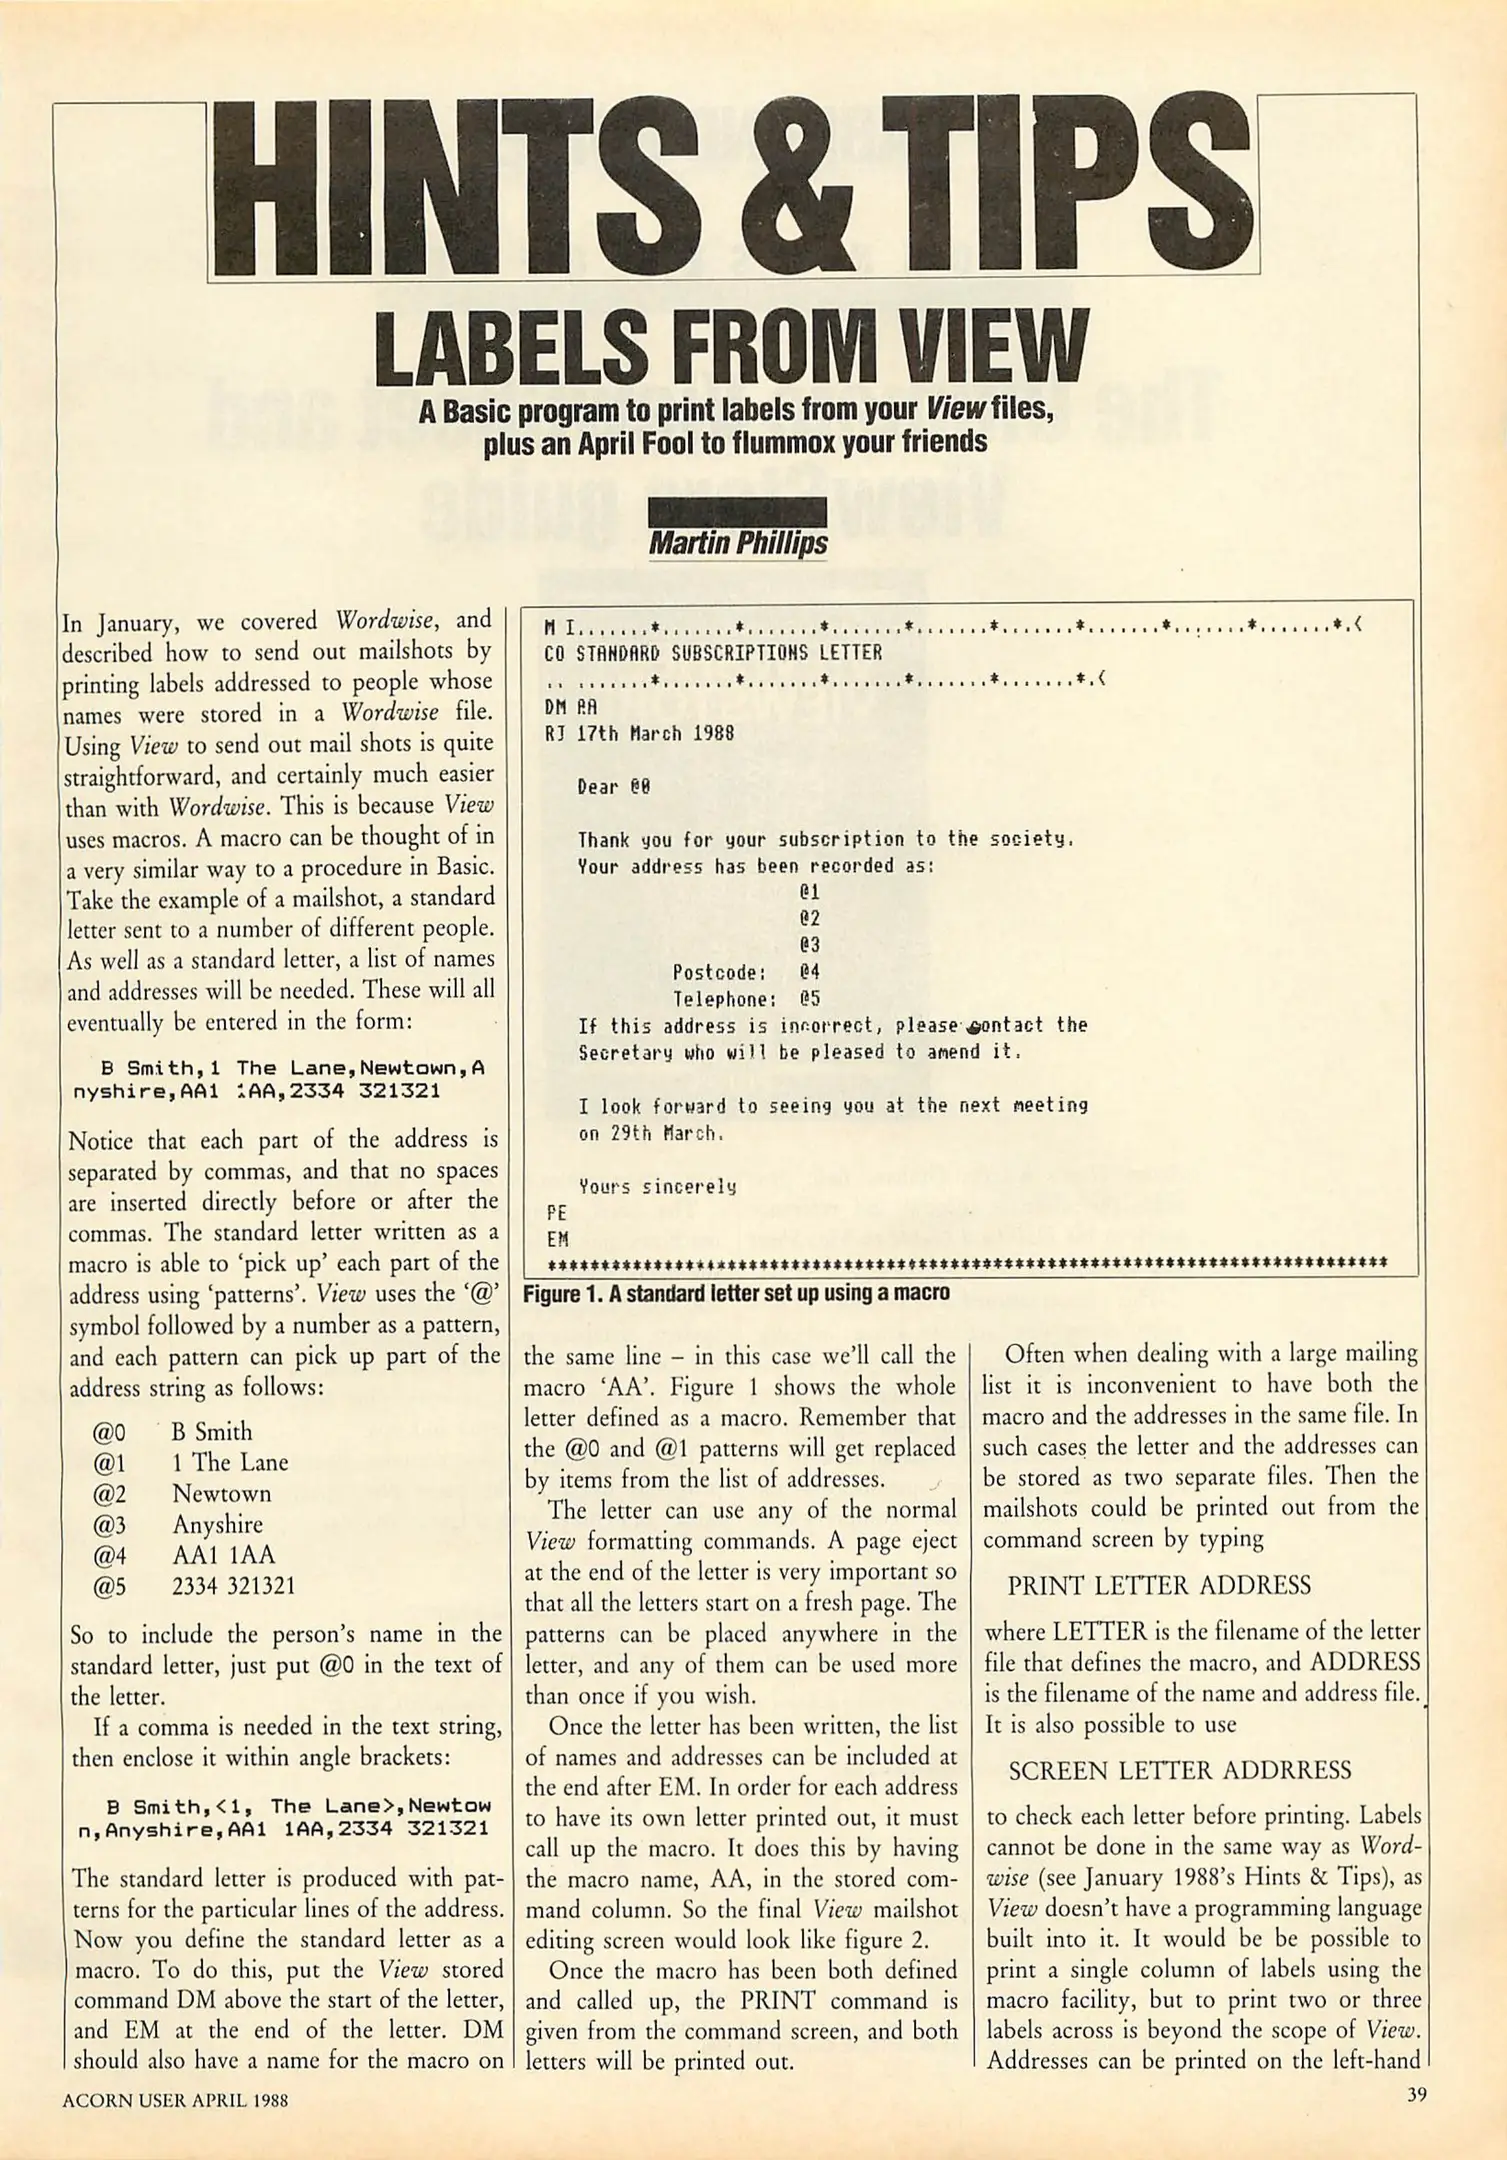 HINTS & TIPS
LABELS FROM VIEW
A Basic program to print labels from your View files,
plus an April Fool to flummox your friends
Martin Phillips
In January, we covered Wordwise, and
described how to send out mailshots by
printing labels addressed to people whose
names were stored in a Wordwise file.
Using View to send out mail shots is quite
straightforward, and certainly much easier
than with Wordwise. This is because View
uses macros. A macro can be thought of in
a very similar way to a procedure in Basic.
Take the example of a mailshot, a standard
letter sent to a number of different people.
As well as a standard letter, a list of names
and addresses will be needed. These will all
eventually be entered in the form:
B Smith,1 The Lane,Newtown,A
nyshire,AA1 1AA,2334 321321
Notice that each part of the address is
separated by commas, and that no spaces
are inserted directly before or after the
commas. The standard letter written as a
macro is able to ‘pick up’ each part of the
address using ‘patterns’. View uses the ‘@’
symbol followed by a number as a pattern,
and each pattern can pick up part of the
address string as follows:
@0 B Smith
@1 1 The Lane
@2 Newtown
@3 Anyshire
@4 AA1 1AA
@5 2334 321321
So to include the person’s name in the
standard letter, just put @0 in the text of
the letter.
If a comma is needed in the text string,
then enclose it within angle brackets:
B Smith,<1, The Lane>,Newtow
n,Anyshire,AA1 1AA,2334 321321
The standard letter is produced with pat-
terns for the particular lines of the address.
Now you define the standard letter as a
macro. To do this, put the View stored
command DM above the start of the letter,
and EM at the end of the letter. DM
should also have a name for the macro on
M I.......*.......*.......*.......*.......*.......*.......*.......*.......*.<
CO STANDARD SUBSCRIPTIONS LETTER
.. .......*.......*.......*.......*.......*.......*.<
DM AA
RJ 17th March 1988
Dear @0
Thank you for your subscription to the society.
Your address has been recorded as:
@1
@2
@3
Postcode: @4
Telephone: @5
If this address is incorrect, please contact the
Secretary who will be pleased to amend it.
I look forward to seeing you at the next meeting
on 29th March.
Yours sincerely
PE
EM
********************************************************************************
Figure 1. A standard letter set up using a macro
the same line – in this case we’ll call the
macro ‘AA’. Figure 1 shows the whole
letter defined as a macro. Remember that
the @0 and @1 patterns will get replaced
by items from the list of addresses.
The letter can use any of the normal
View formatting commands. A page eject
at the end of the letter is very important so
that all the letters start on a fresh page. The
patterns can be placed anywhere in the
letter, and any of them can be used more
than once if you wish.
Once the letter has been written, the list
of names and addresses can be included at
the end after EM. In order for each address
to have its own letter printed out, it must
call up the macro. It does this by having
the macro name, AA, in the stored com-
mand column. So the final View mailshot
editing screen would look like figure 2.
Once the macro has been both defined
and called up, the PRINT command is
given from the command screen, and both
letters will be printed out.
Often when dealing with a large mailing
list it is inconvenient to have both the
macro and the addresses in the same file. In
such cases the letter and the addresses can
be stored as two separate files. Then the
mailshots could be printed out from the
command screen by typing
PRINT LETTER ADDRESS
where LETTER is the filename of the letter
file that defines the macro, and ADDRESS
is the filename of the name and address file.
It is also possible to use
SCREEN LETTER ADDRRESS
to check each letter before printing. Labels
cannot be done in the same way as Word-
wise (see January 1988’s Hints & Tips), as
View doesn’t have a programming language
built into it. It would be be possible to
print a single column of labels using the
macro facility, but to print two or three
labels across is beyond the scope of View.
Addresses can be printed on the left-hand
ACORN USER APRIL 1988
39